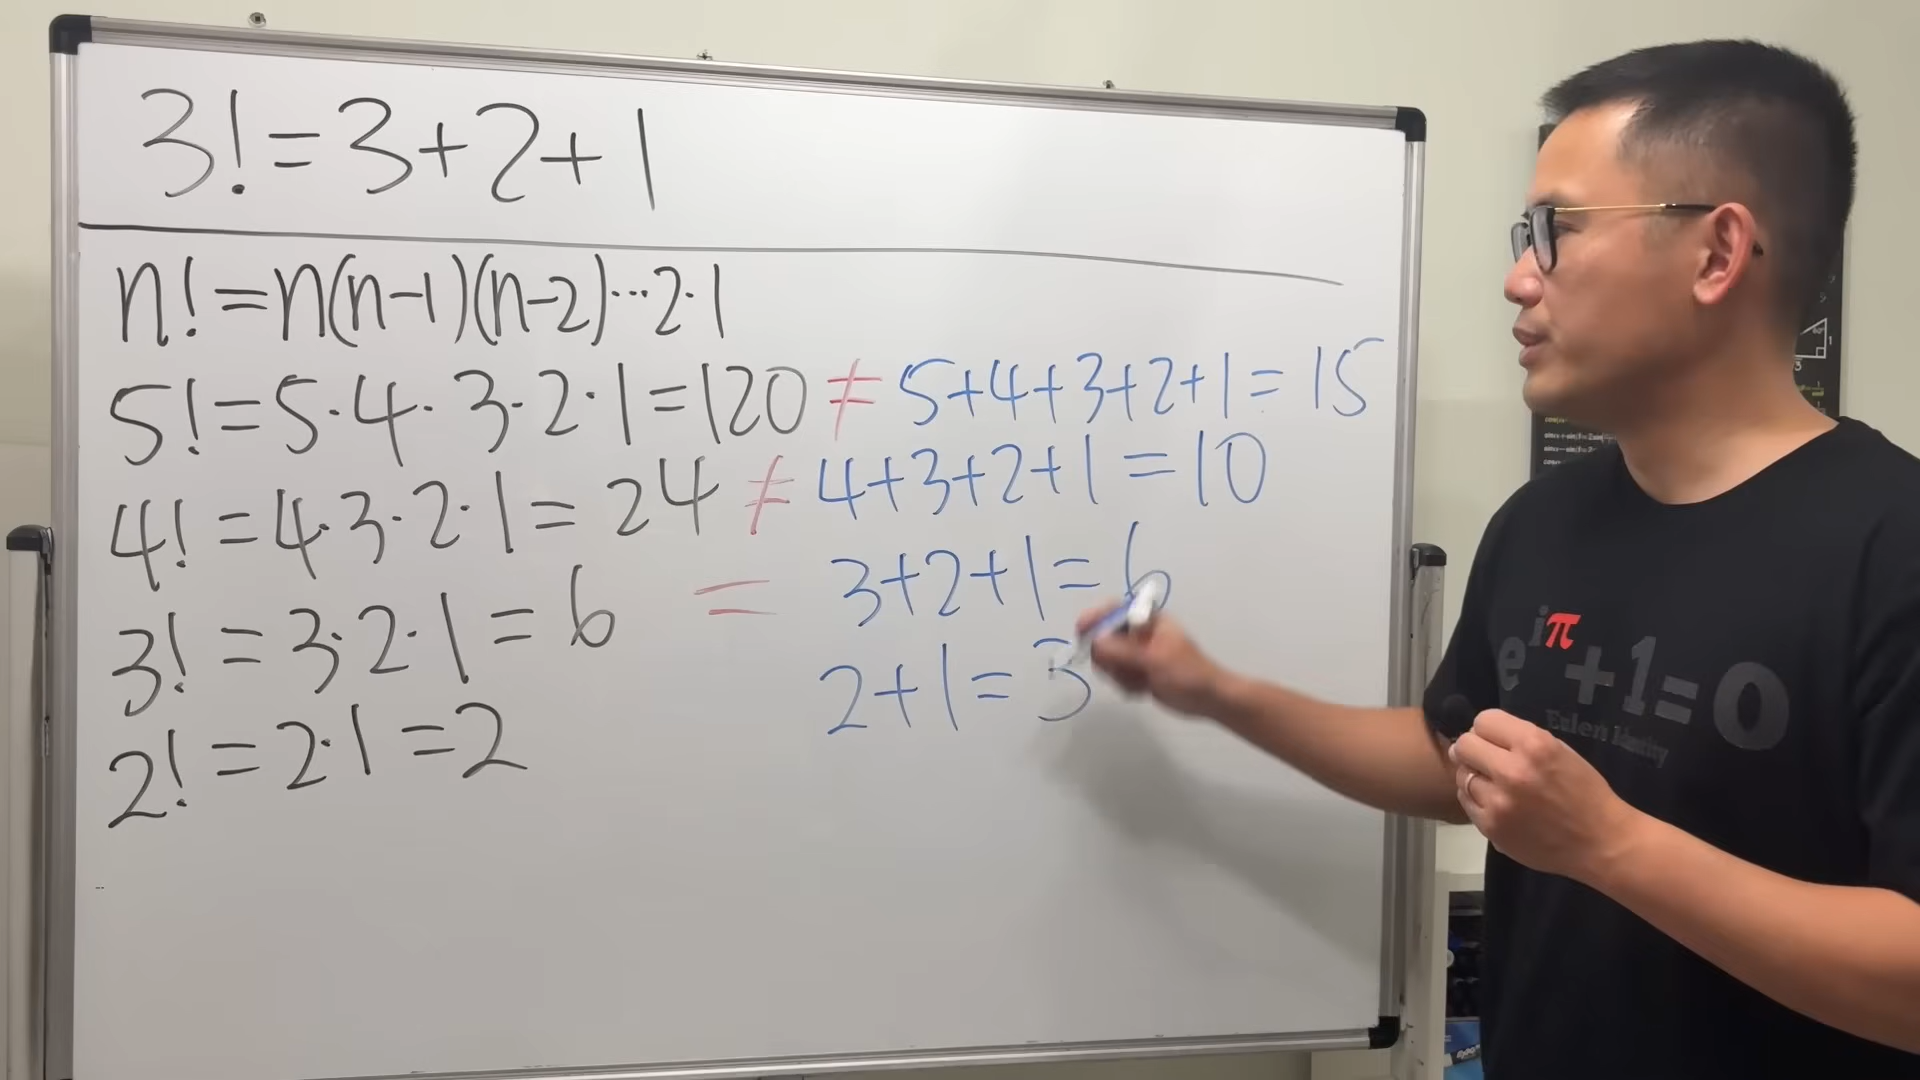 3! = 3+2+1
n! = n(n-1)(n-2)...2·1
5! = 5·4·3·2·1 = 120 ≠ 5+4+3+2+1 = 15
4! = 4·3·2·1 = 24 ≠ 4+3+2+1 = 10
3! = 3·2·1 = 6 = 3+2+1 = 6
2! = 2·1 = 2 2+1 = 3
e^iπ+1=0